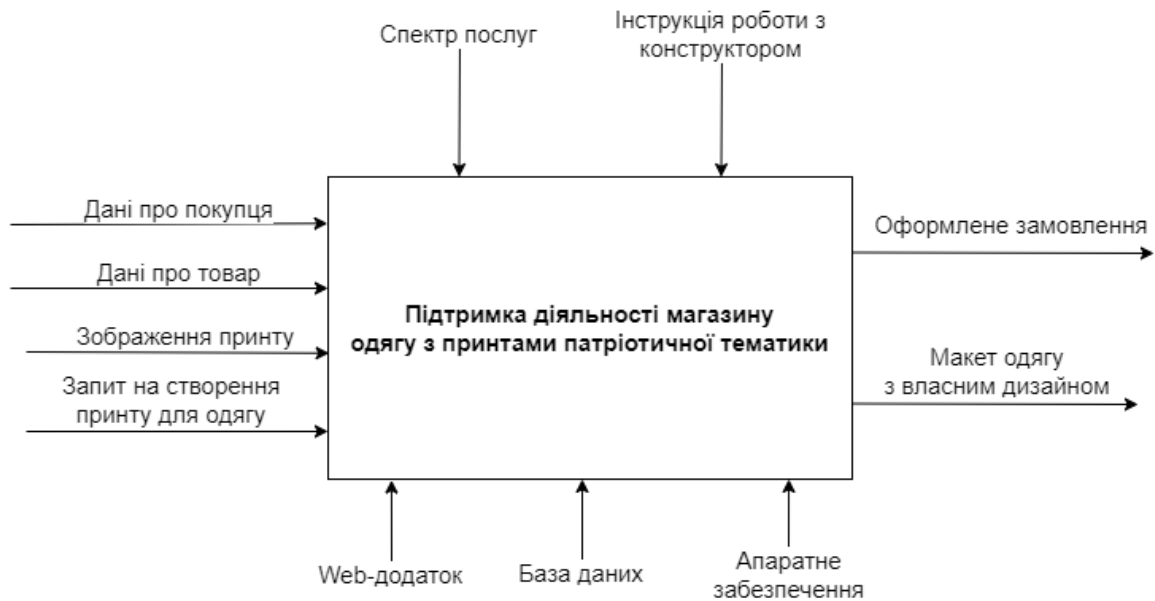 Спектр послуг
Інструкція роботи з
конструктором
Дані про покупця
Дані про товар
Зображення принту
Запит на створення
принту для одягу
Підтримка діяльності магазину
одягу з принтами патріотичної тематики
Оформлене замовлення
Макет одягу
з власним дизайном
Web-додаток
База даних
Апаратне
забезпечення